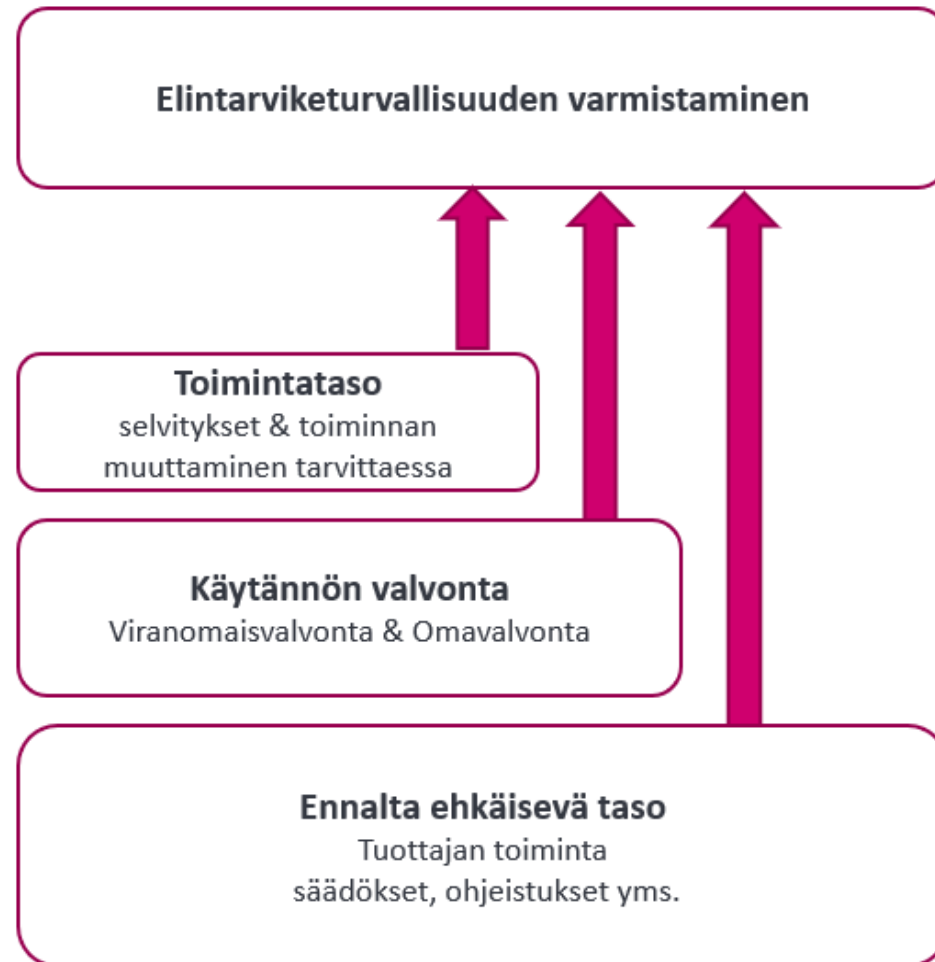 Elintarviketurvallisuuden varmistaminen
Toimintataso
selvitykset & toiminnan
muuttaminen tarvittaessa
Käytännön valvonta
Viranomaisvalvonta & Omavalvonta
Ennalta ehkäisevä taso
Tuottajan toiminta
säädökset, ohjeistukset yms.